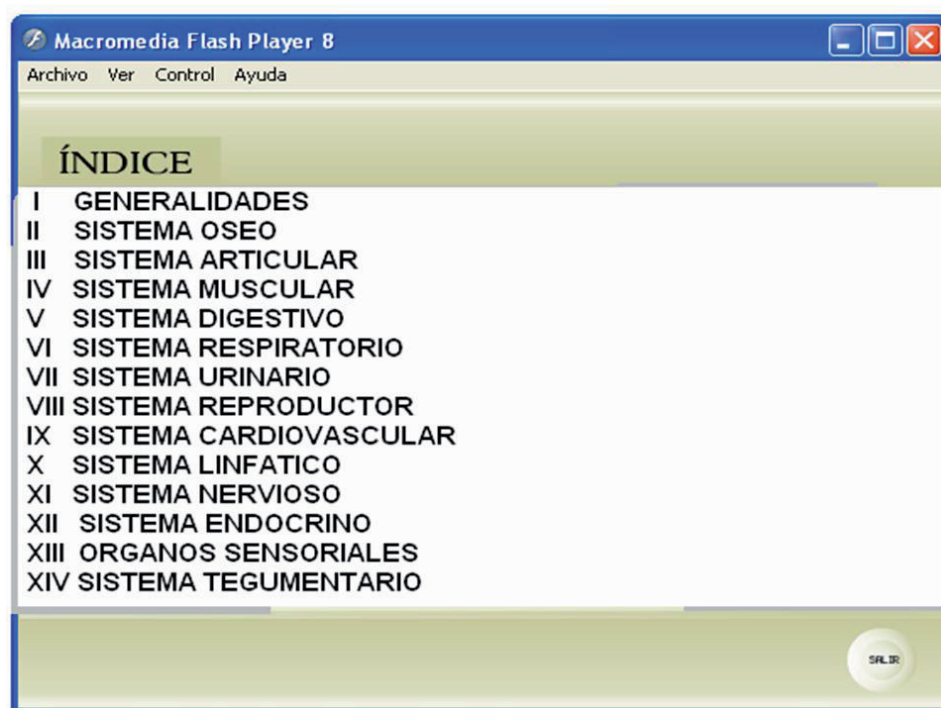 Macromedia Flash Player 8
Archivo Ver Control Ayuda
ÍNDICE
I GENERALIDADES
II SISTEMA OSEO
III SISTEMA ARTICULAR
IV SISTEMA MUSCULAR
V SISTEMA DIGESTIVO
VI SISTEMA RESPIRATORIO
VII SISTEMA URINARIO
VIII SISTEMA REPRODUCTOR
IX SISTEMA CARDIOVASCULAR
X SISTEMA LINFATICO
XI SISTEMA NERVIOSO
XII SISTEMA ENDOCRINO
XIII ORGANOS SENSORIALES
XIV SISTEMA TEGUMENTARIO
SALIR